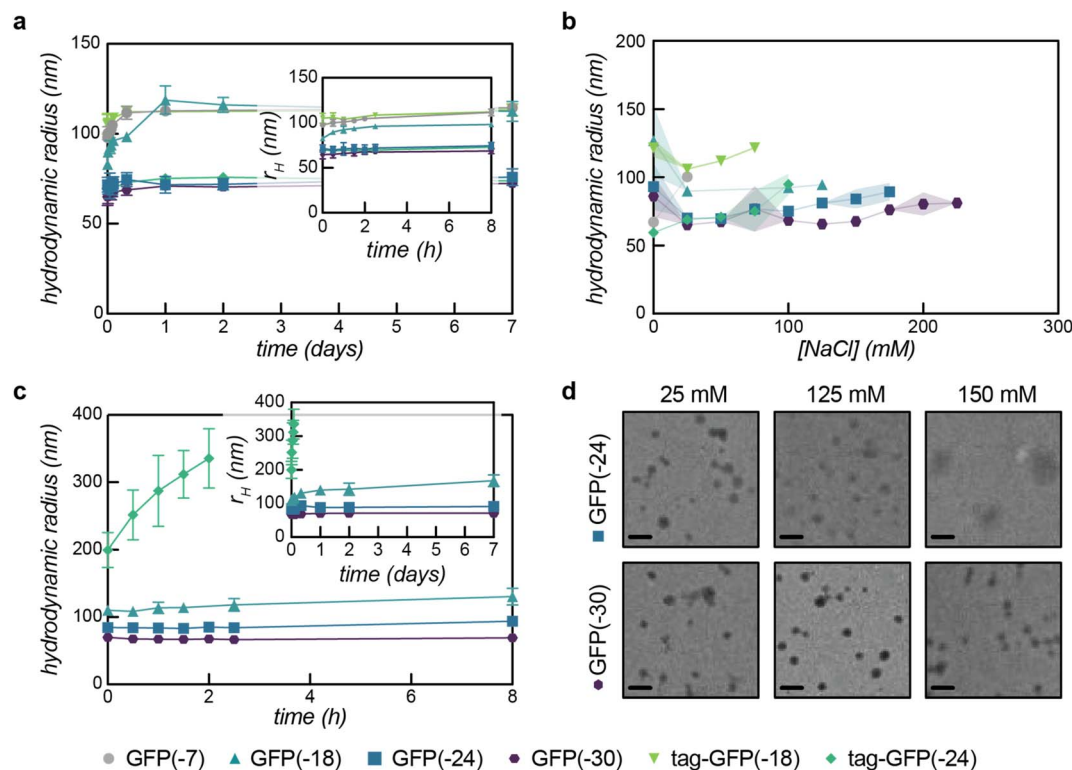 a
hydrodynamic radius (nm)
150
100
50
0
0 1 2 3 4 5 6 7
time (days)
r_H (nm)
150
100
50
0
0 2 4 6 8
time (h)
b
hydrodynamic radius (nm)
200
150
100
50
0
0 100 200 300
[NaCl] (mM)
c
hydrodynamic radius (nm)
400
300
200
100
0
0 2 4 6 8
time (h)
r_H (nm)
400
300
200
100
0
0 1 2 3 4 5 6 7
time (days)
d
25 mM 125 mM 150 mM
GFP(-24)
GFP(-30)
GFP(-7) GFP(-18) GFP(-24) GFP(-30) tag-GFP(-18) tag-GFP(-24)